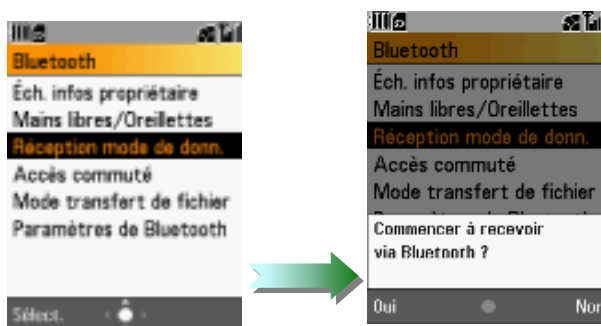 Bluetooth
Éch. infos propriétaire
Mains libres/Oreillettes
Réception mode de donn.
Accès commuté
Mode transfert de fichier
Paramètres de Bluetooth
Sélect.
Bluetooth
Éch. infos propriétaire
Mains libres/Oreillettes
Réception mode de donn.
Accès commuté
Mode transfert de fichier
Commencer à recevoir
via Bluetooth ?
Oui
Non